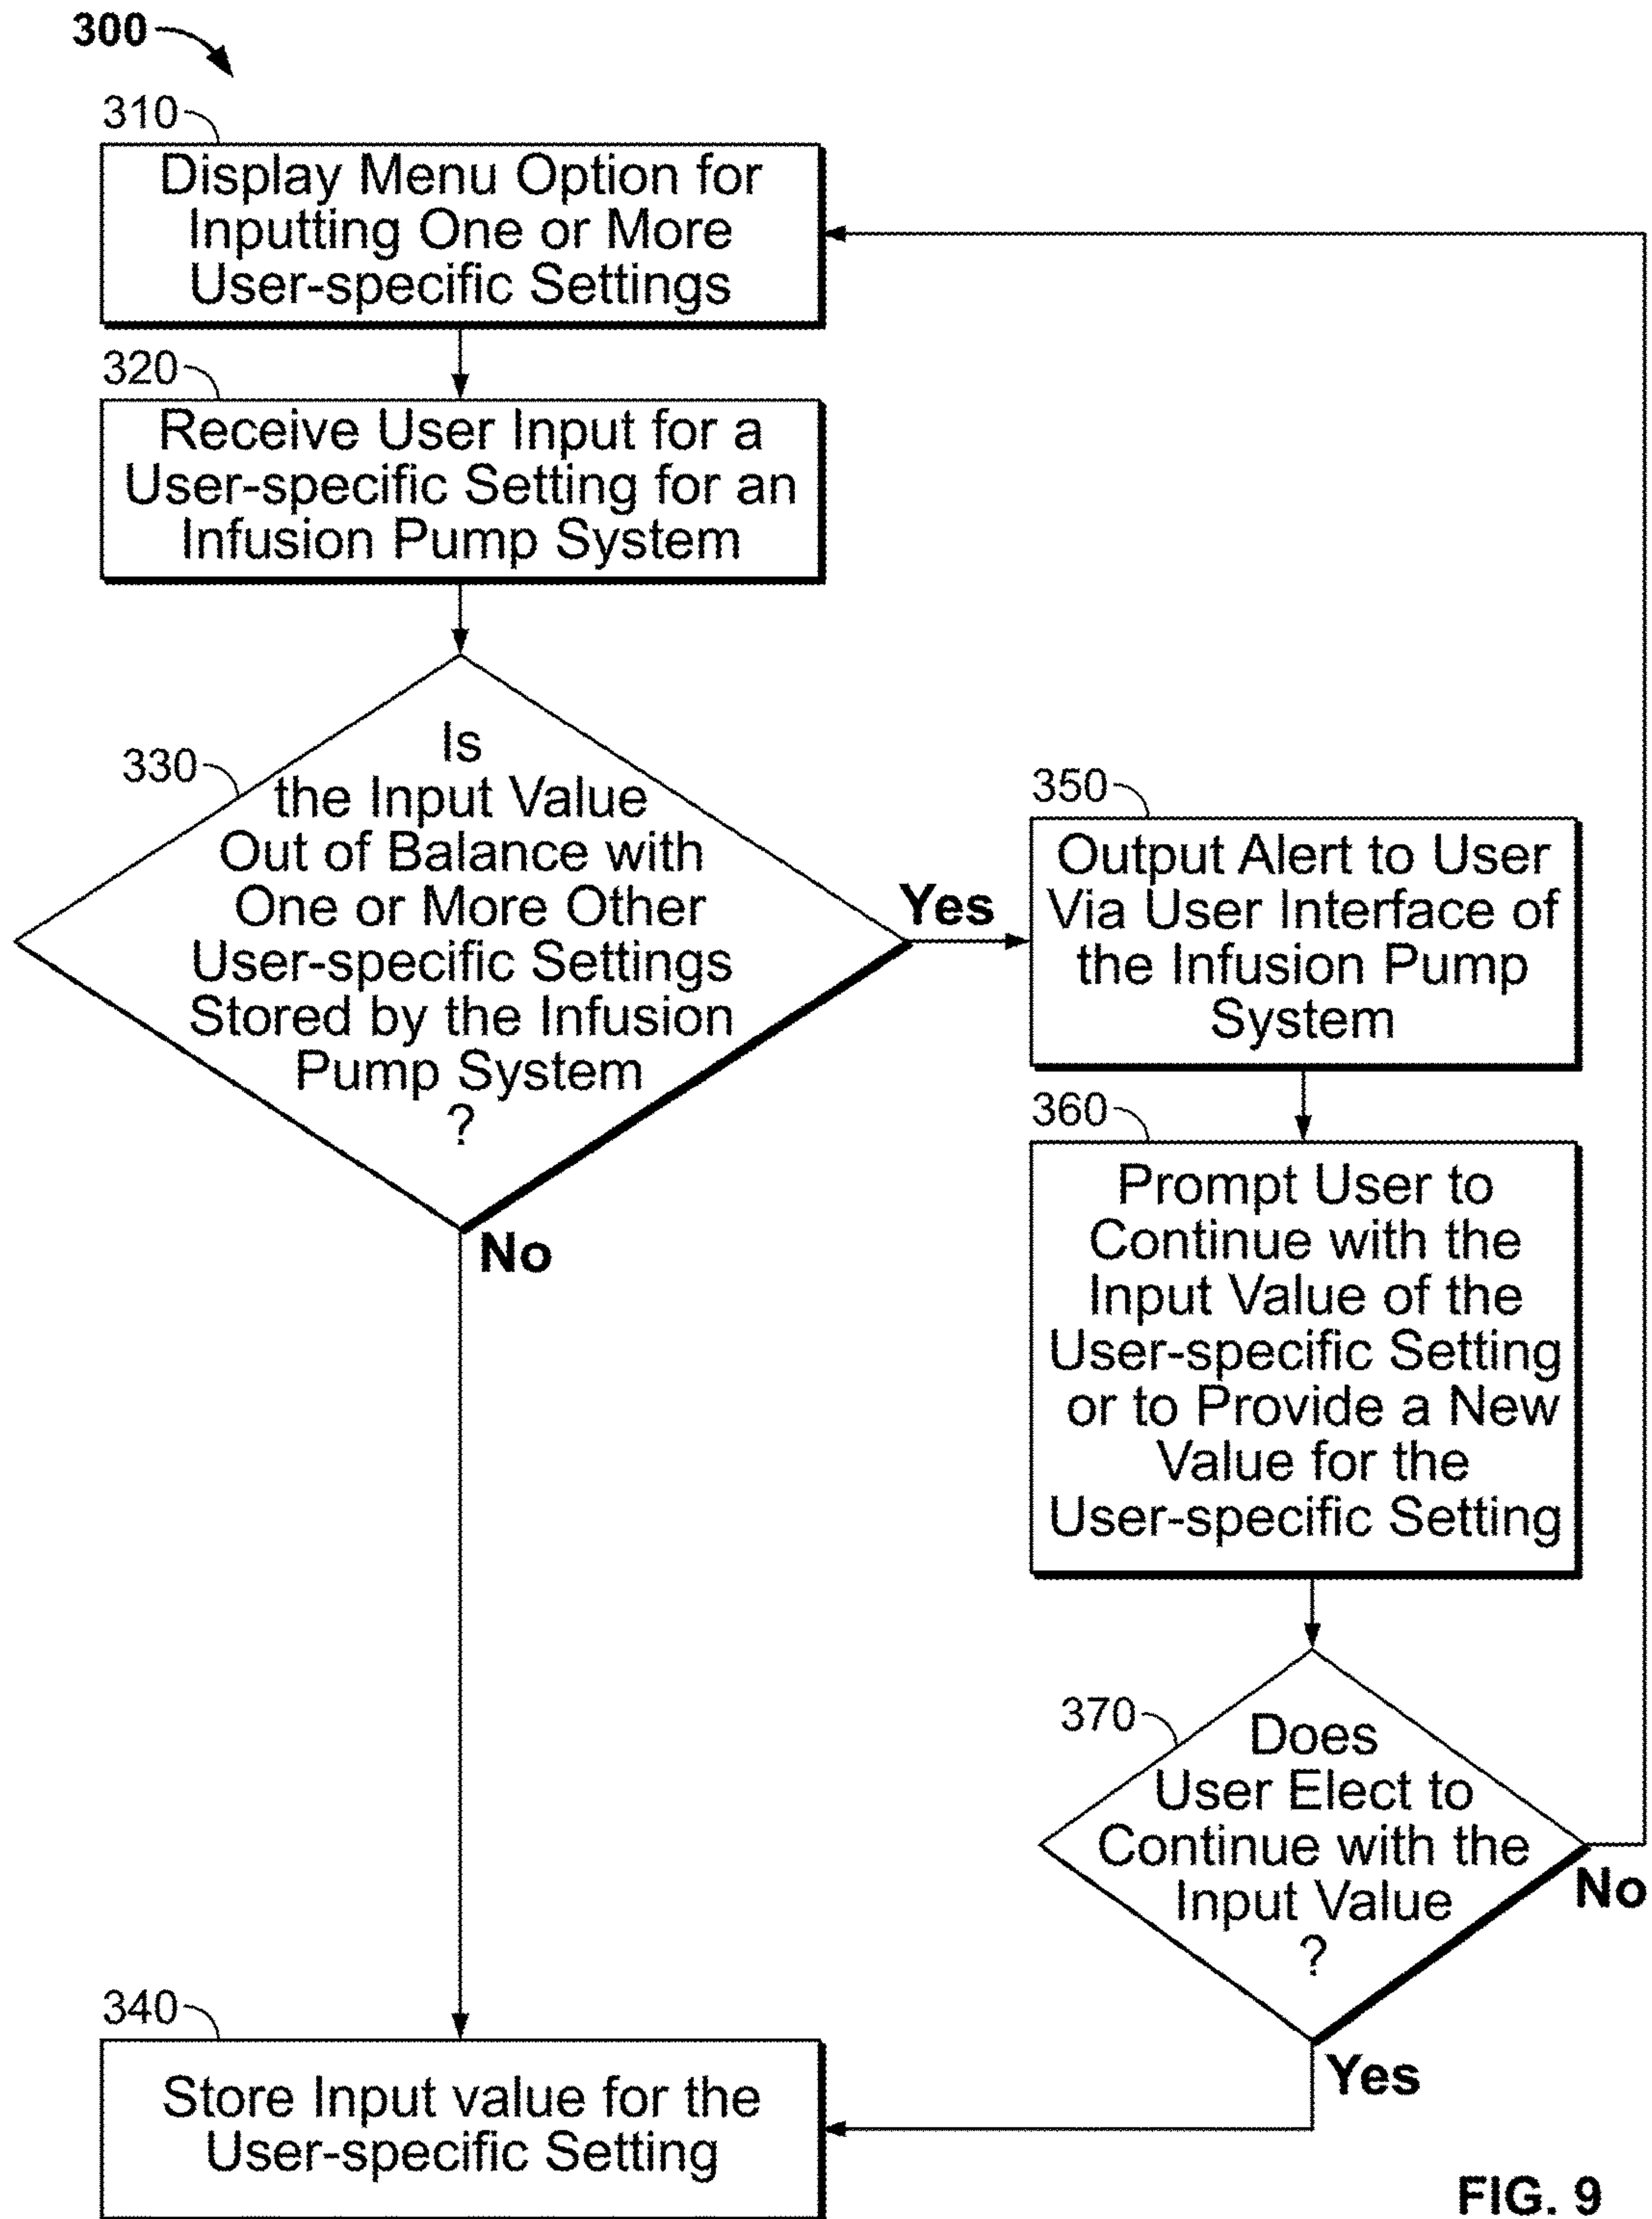 300
310
Display Menu Option for
Inputting One or More
User-specific Settings
320
Receive User Input for a
User-specific Setting for an
Infusion Pump System
330
Is
the Input Value
Out of Balance with
One or More Other
User-specific Settings
Stored by the Infusion
Pump System
?
Yes
No
350
Output Alert to User
Via User Interface of
the Infusion Pump
System
360
Prompt User to
Continue with the
Input Value of the
User-specific Setting
or to Provide a New
Value for the
User-specific Setting
370
Does
User Elect to
Continue with the
Input Value
?
No
Yes
340
Store Input value for the
User-specific Setting
FIG. 9